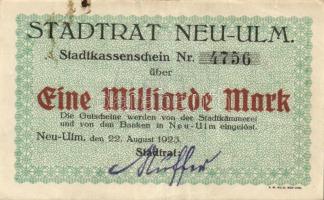 STADTRAT NEU-ULM.
Stadtkassenschein Nr. 4756
über
Eine Milliarde Mark
Die Gutscheine werden von der Stadtkämmerei
und von den Banken in Neu-Ulm eingelöst.
Neu-Ulm, den 22. August 1923.
Stadtrat: